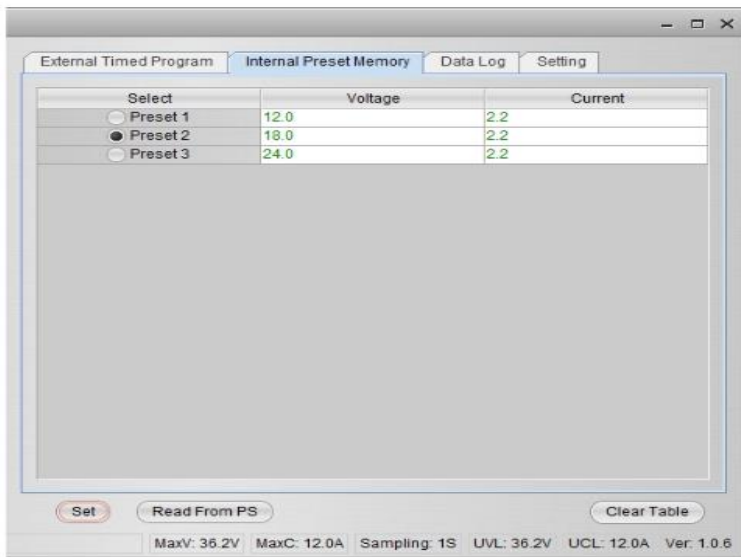 External Timed Program Internal Preset Memory Data Log Setting
Select Voltage Current
Preset 1 12.0 2.2
Preset 2 18.0 2.2
Preset 3 24.0 2.2
Set Read From PS Clear Table
MaxV: 36.2V MaxC: 12.0A Sampling: 1S UVL: 36.2V UCL: 12.0A Ver: 1.0.6